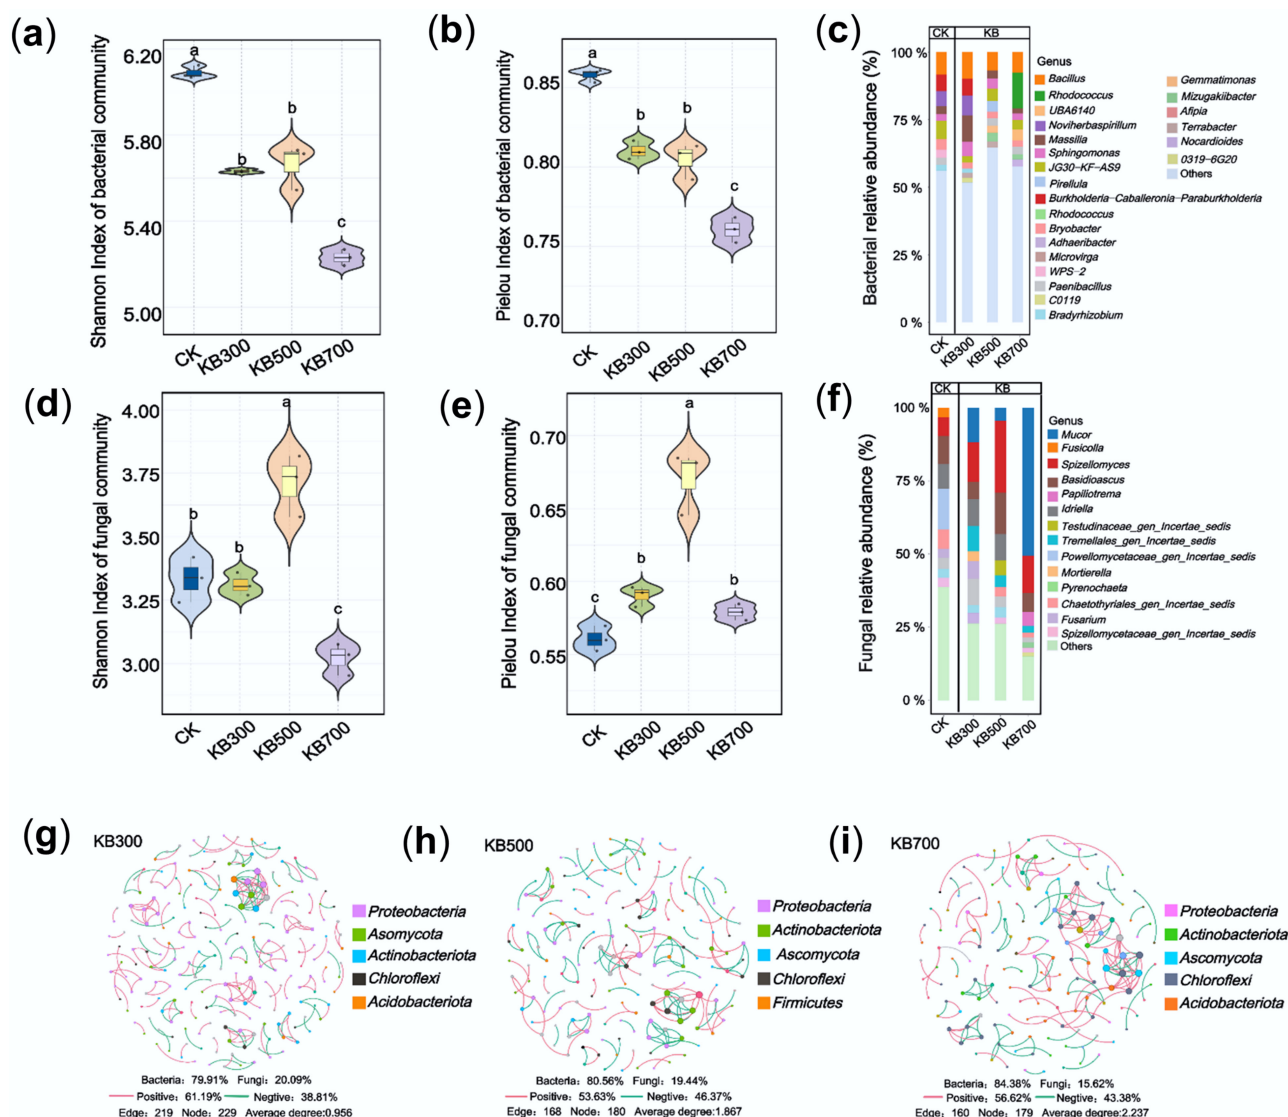 (a)
Shannon Index of bacterial community
6.20
5.80
5.40
5.00
a
b
b
c
CK
KB300
KB500
KB700
(b)
Pielou Index of bacterial community
0.85
0.80
0.75
0.70
a
b
b
c
CK
KB300
KB500
KB700
(c)
Bacterial relative abundance (%)
CK
KB
100 %
75 %
50 %
25 %
0 %
CK
KB300
KB500
KB700
Genus
Bacillus
Rhodococcus
UBA6140
Noviherbaspirillum
Massilia
Sphingomonas
JG30-KF-AS9
Pirellula
Burkholderia-Caballeronia-Paraburkholderia
Rhodococcus
Bryobacter
Adhaeribacter
Microvirga
WPS-2
Paenibacillus
C0119
Bradyrhizobium
Gemmatimonas
Mizugakiibacter
Afipia
Terrabacter
Nocardioides
0319-6G20
Others
(d)
Shannon Index of fungal community
4.00
3.75
3.50
3.25
3.00
b
b
a
c
CK
KB300
KB500
KB700
(e)
Pielou Index of fungal community
0.70
0.65
0.60
0.55
c
b
a
b
CK
KB300
KB500
KB700
(f)
Fungal relative abundance (%)
CK
KB
100 %
75 %
50 %
25 %
0 %
CK
KB300
KB500
KB700
Genus
Mucor
Fusicolla
Spizellomyces
Basidioascus
Papiliotrema
Idriella
Testudinaceae_gen_Incertae_sedis
Tremellales_gen_Incertae_sedis
Powellomycetaceae_gen_Incertae_sedis
Mortierella
Pyrenochaeta
Chaetothyriales_gen_Incertae_sedis
Fusarium
Spizellomycetaceae_gen_Incertae_sedis
Others
(g)
KB300
Proteobacteria
Asomycota
Actinobacteriota
Chloroflexi
Acidobacteriota
Bacteria: 79.91% Fungi: 20.09%
Positive: 61.19% Negtive: 38.81%
Edge: 219 Node: 229 Average degree:0.956
(h)
KB500
Proteobacteria
Actinobacteriota
Ascomycota
Chloroflexi
Firmicutes
Bacteria: 80.56% Fungi: 19.44%
Positive: 53.63% Negtive: 46.37%
Edge: 168 Node: 180 Average degree:1.867
(i)
KB700
Proteobacteria
Actinobacteriota
Ascomycota
Chloroflexi
Acidobacteriota
Bacteria: 84.38% Fungi: 15.62%
Positive: 56.62% Negtive: 43.38%
Edge: 160 Node: 179 Average degree:2.237